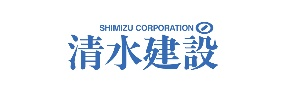 SHIMIZU CORPORATION
清水建設